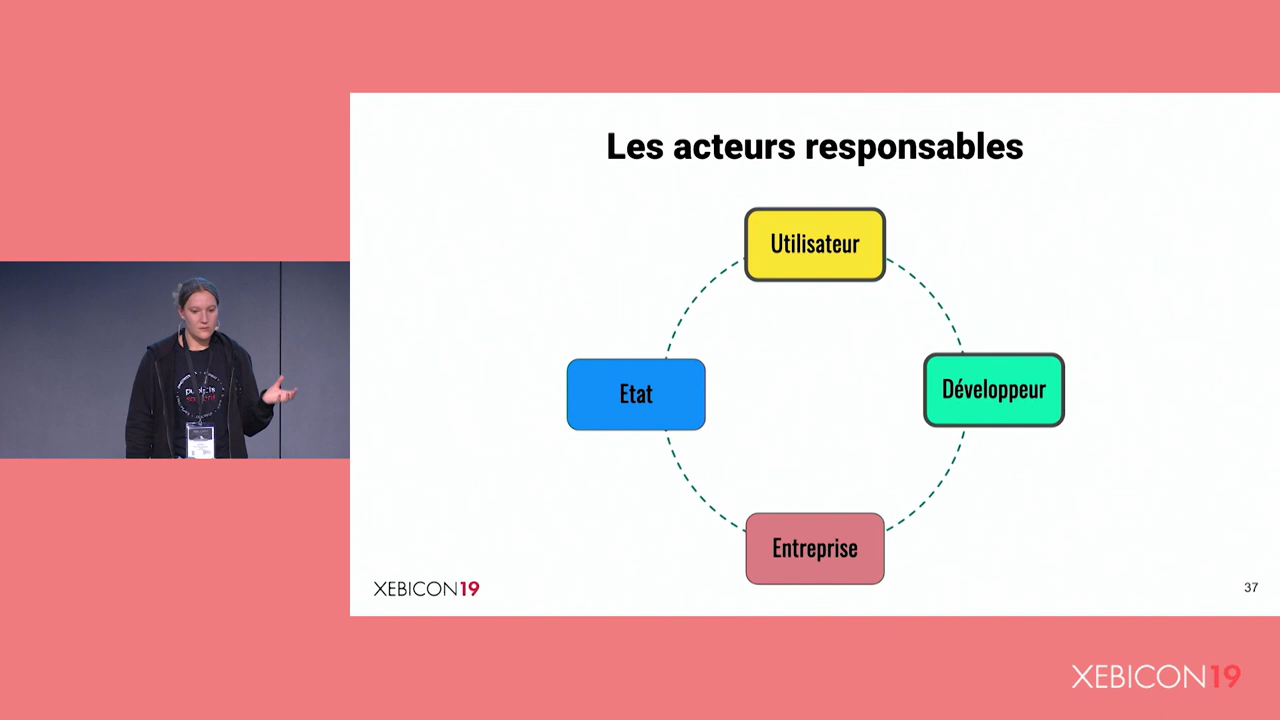 Les acteurs responsables
Utilisateur
Etat
Développeur
Entreprise
XEBICON19
37
XEBICON19